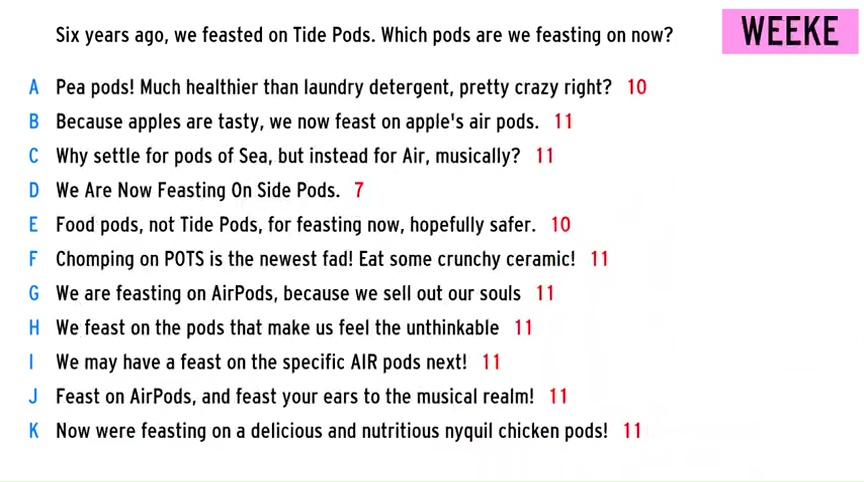 Six years ago, we feasted on Tide Pods. Which pods are we feasting on now?
WEEKE
A Pea pods! Much healthier than laundry detergent, pretty crazy right? 10
B Because apples are tasty, we now feast on apple's air pods. 11
C Why settle for pods of Sea, but instead for Air, musically? 11
D We Are Now Feasting On Side Pods. 7
E Food pods, not Tide Pods, for feasting now, hopefully safer. 10
F Chomping on POTS is the newest fad! Eat some crunchy ceramic! 11
G We are feasting on AirPods, because we sell out our souls 11
H We feast on the pods that make us feel the unthinkable 11
I We may have a feast on the specific AIR pods next! 11
J Feast on AirPods, and feast your ears to the musical realm! 11
K Now were feasting on a delicious and nutritious nyquil chicken pods! 11